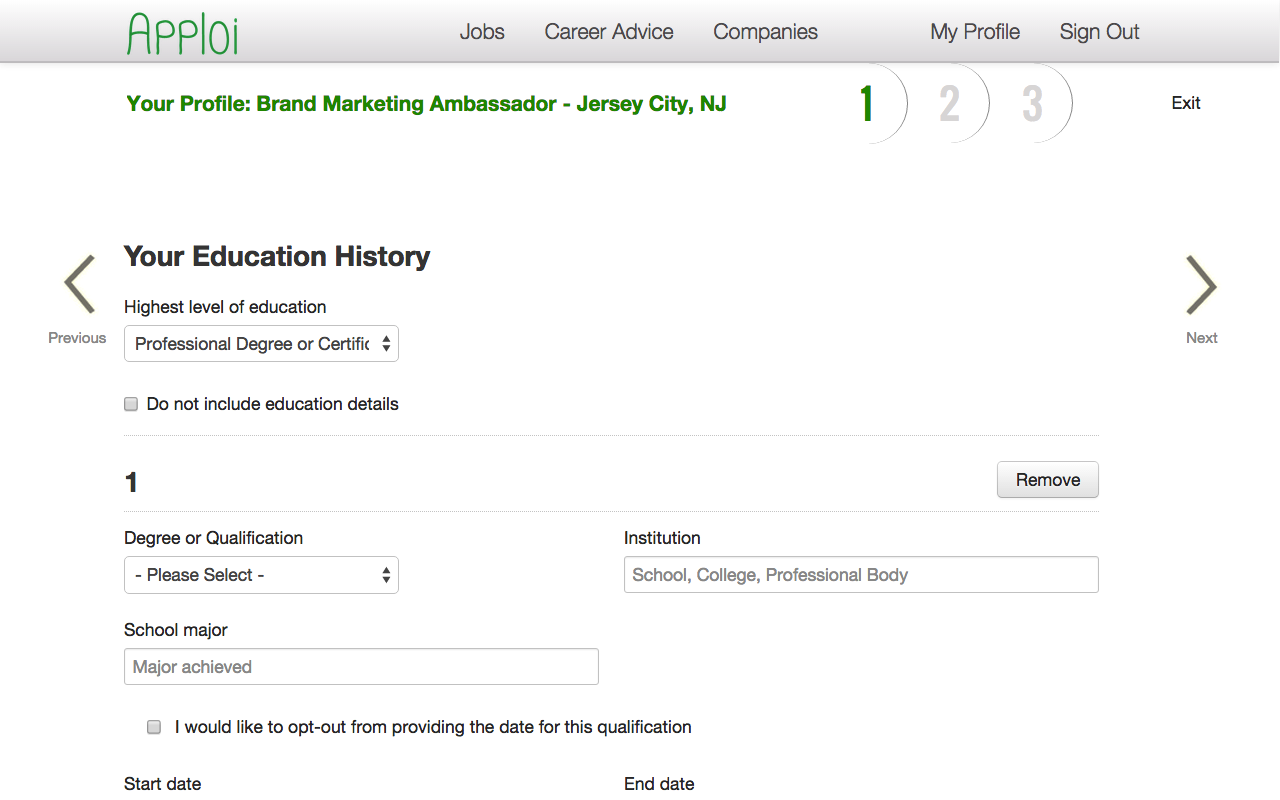 Apploi
Jobs
Career Advice
Companies
My Profile
Sign Out
Your Profile: Brand Marketing Ambassador - Jersey City, NJ
1
2
3
Exit
Previous
Your Education History
Highest level of education
Professional Degree or Certific
Do not include education details
Next
1
Remove
Degree or Qualification
- Please Select -
Institution
School, College, Professional Body
School major
Major achieved
I would like to opt-out from providing the date for this qualification
Start date
End date